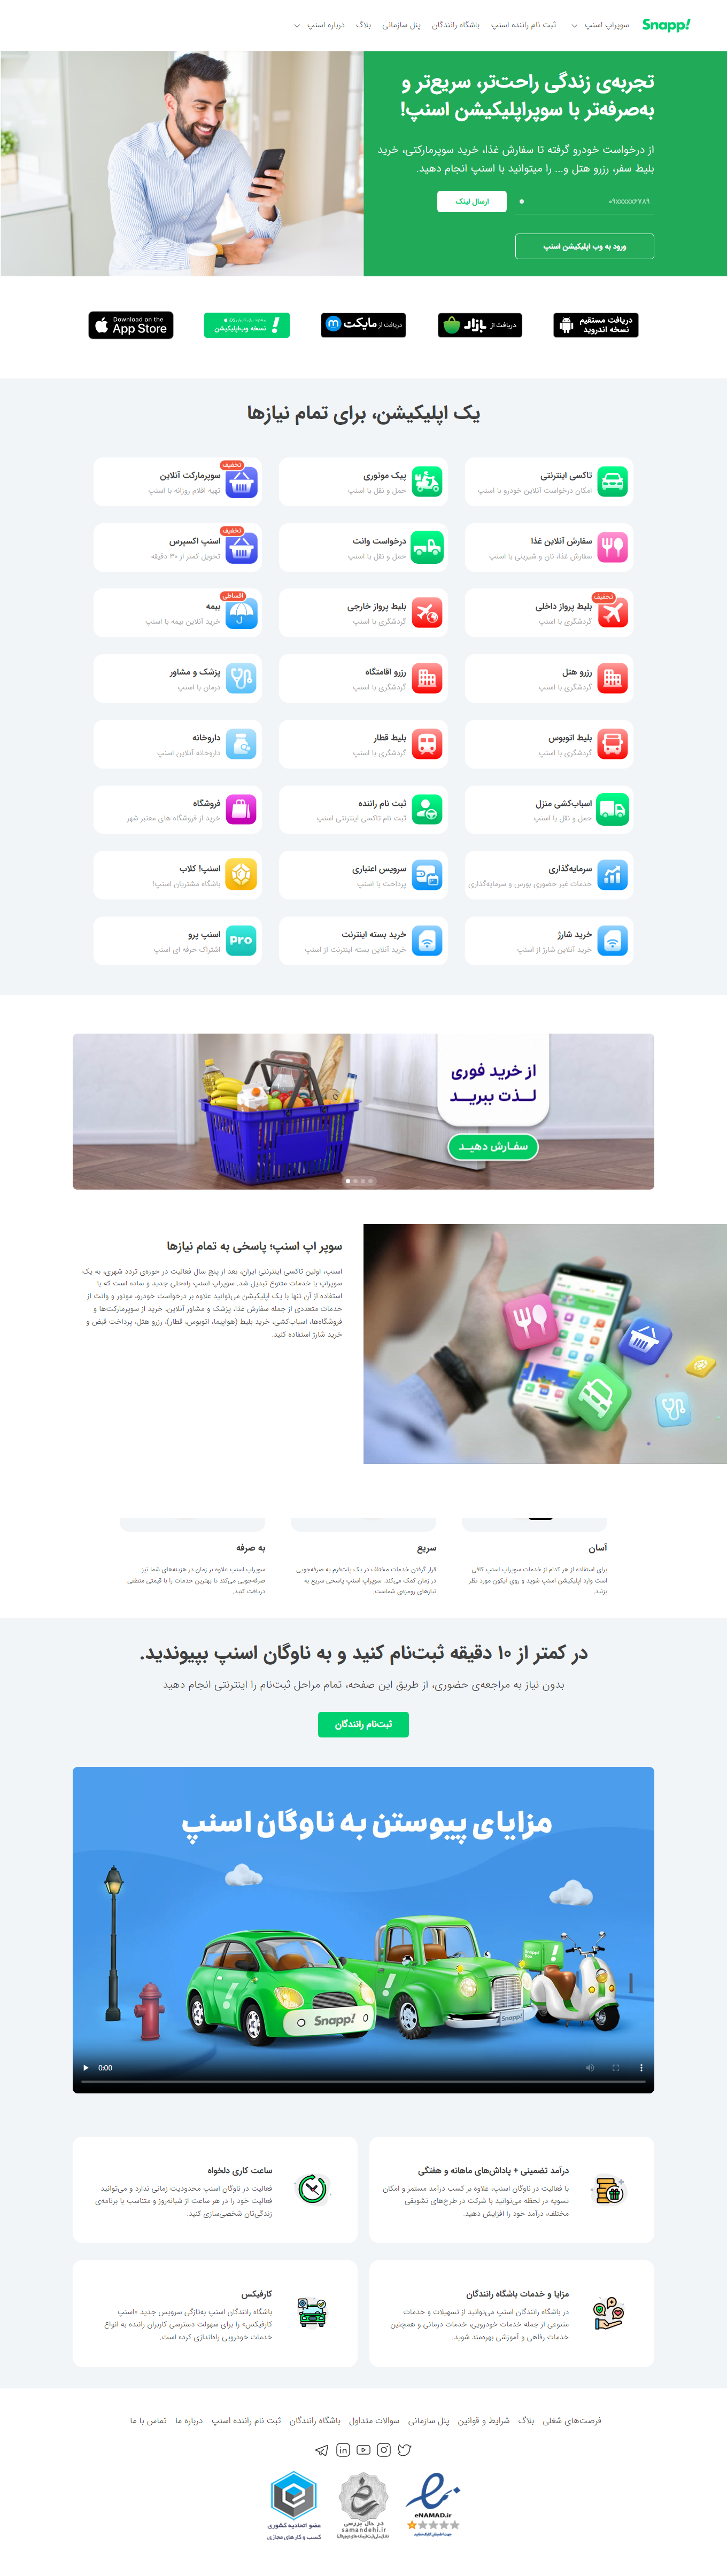 Snapp!
سوپراپ اسنپ
ثبت نام راننده اسنپ
باشگاه رانندگان
پنل سازمانی
بلاگ
درباره اسنپ
تجربه‌ی زندگی راحت‌تر، سریع‌تر و
به‌صرفه‌تر با سوپراپلیکیشن اسنپ!
از درخواست خودرو گرفته تا سفارش غذا، خرید سوپرمارکتی، خرید
بلیط سفر، رزرو هتل و... را میتوانید با اسنپ انجام دهید.
۰۹xxxxx۶۷۸۹
ارسال لینک
ورود به وب اپلیکیشن اسنپ
دریافت مستقیم
نسخه اندروید
دریافت از بازار
دریافت از مایکت
نسخه وب‌اپلیکیشن
Download on the
App Store
یک اپلیکیشن، برای تمام نیازها
تاکسی اینترنتی
امکان درخواست آنلاین خودرو با اسنپ
پیک موتوری
حمل و نقل با اسنپ
تخفیف
سوپرمارکت آنلاین
تهیه اقلام روزانه با اسنپ
سفارش آنلاین غذا
سفارش غذا، نان و شیرینی با اسنپ
درخواست وانت
حمل و نقل با اسنپ
تخفیف
اسنپ اکسپرس
تحویل کمتر از ۳۰ دقیقه
تخفیف
بلیط پرواز داخلی
گردشگری با اسنپ
بلیط پرواز خارجی
گردشگری با اسنپ
اقساطی
بیمه
خرید آنلاین بیمه با اسنپ
رزرو هتل
گردشگری با اسنپ
رزرو اقامتگاه
گردشگری با اسنپ
پزشک و مشاور
درمان با اسنپ
بلیط اتوبوس
گردشگری با اسنپ
بلیط قطار
گردشگری با اسنپ
داروخانه
داروخانه آنلاین اسنپ
اسباب‌کشی منزل
حمل و نقل با اسنپ
ثبت نام راننده
ثبت نام تاکسی اینترنتی اسنپ
فروشگاه
خرید از فروشگاه های معتبر شهر
سرمایه‌گذاری
خدمات غیر حضوری بورس و سرمایه‌گذاری
سرویس اعتباری
پرداخت با اسنپ
اسنپ! کلاب
باشگاه مشتریان اسنپ!
خرید شارژ
خرید آنلاین شارژ از اسنپ
خرید بسته اینترنت
خرید آنلاین بسته اینترنت از اسنپ
Pro
اسنپ پرو
اشتراک حرفه ای اسنپ
از خرید فوری
لــذت ببریــد
سفـارش دهیـد
سوپر اپ اسنپ؛ پاسخی به تمام نیازها
اسنپ، اولین تاکسی اینترنتی ایران، بعد از پنج سال فعالیت در حوزه‌ی تردد شهری، به یک
سوپراپ با خدمات متنوع تبدیل شد. سوپراپ اسنپ راه‌حلی جدید و ساده است که با
استفاده از آن تنها با یک اپلیکیشن می‌توانید علاوه بر درخواست خودرو، موتور و وانت از
خدمات متعددی از جمله سفارش غذا، پزشک و مشاور آنلاین، خرید از سوپرمارکت‌ها و
فروشگاه‌ها، اسباب‌کشی، خرید بلیط (هواپیما، اتوبوس، قطار)، رزرو هتل، پرداخت قبض و
خرید شارژ استفاده کنید.
آسان
برای استفاده از هر کدام از خدمات سوپراپ اسنپ کافی
است وارد اپلیکیشن اسنپ شوید و روی آیکون مورد نظر
بزنید.
سریع
قرار گرفتن خدمات مختلف در یک پلت‌فرم به صرفه‌جویی
در زمان کمک می‌کند. سوپراپ اسنپ پاسخی سریع به
نیازهای روزمره‌ی شماست.
به صرفه
سوپراپ اسنپ علاوه بر زمان در هزینه‌های شما نیز
صرفه‌جویی می‌کند تا بهترین خدمات را با قیمتی منطقی
دریافت کنید.
در کمتر از ۱۰ دقیقه ثبت‌نام کنید و به ناوگان اسنپ بپیوندید.
بدون نیاز به مراجعه‌ی حضوری، از طریق این صفحه، تمام مراحل ثبت‌نام را اینترنتی انجام دهید
ثبت‌نام رانندگان
مزایای پیوستن به ناوگان اسنپ
Snapp!
Snapp!
0:00
درآمد تضمینی + پاداش‌های ماهانه و هفتگی
با فعالیت در ناوگان اسنپ، علاوه بر کسب درآمد مستمر و امکان
تسویه در لحظه می‌توانید با شرکت در طرح‌های تشویقی
مختلف، درآمد خود را افزایش دهید.
ساعت کاری دلخواه
فعالیت در ناوگان اسنپ محدودیت زمانی ندارد و می‌توانید
فعالیت خود را در هر ساعت از شبانه‌روز و متناسب با برنامه‌ی
زندگی‌تان شخصی‌سازی کنید.
مزایا و خدمات باشگاه رانندگان
در باشگاه رانندگان اسنپ می‌توانید از تسهیلات و خدمات
متنوعی از جمله خدمات خودرویی، خدمات درمانی و همچنین
خدمات رفاهی و آموزشی بهره‌مند شوید.
کارفیکس
باشگاه رانندگان اسنپ به‌تازگی سرویس جدید «اسنپ
کارفیکس» را برای سهولت دسترسی کاربران راننده به انواع
خدمات خودرویی راه‌اندازی کرده است.
فرصت‌های شغلی
بلاگ
شرایط و قوانین
پنل سازمانی
سوالات متداول
باشگاه رانندگان
ثبت نام راننده اسنپ
درباره ما
تماس با ما
eNAMAD.ir
در حال بررسی
samandehi.ir
عضو اتحادیه کشوری
کسب و کارهای مجازی